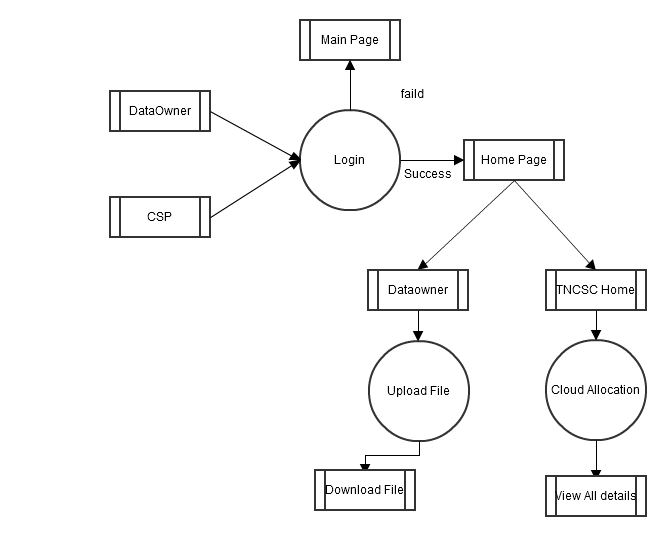 Main Page
faild
DataOwner
Login
Home Page
Success
CSP
Dataowner
TNCSC Home
Upload File
Cloud Allocation
Download File
View All details